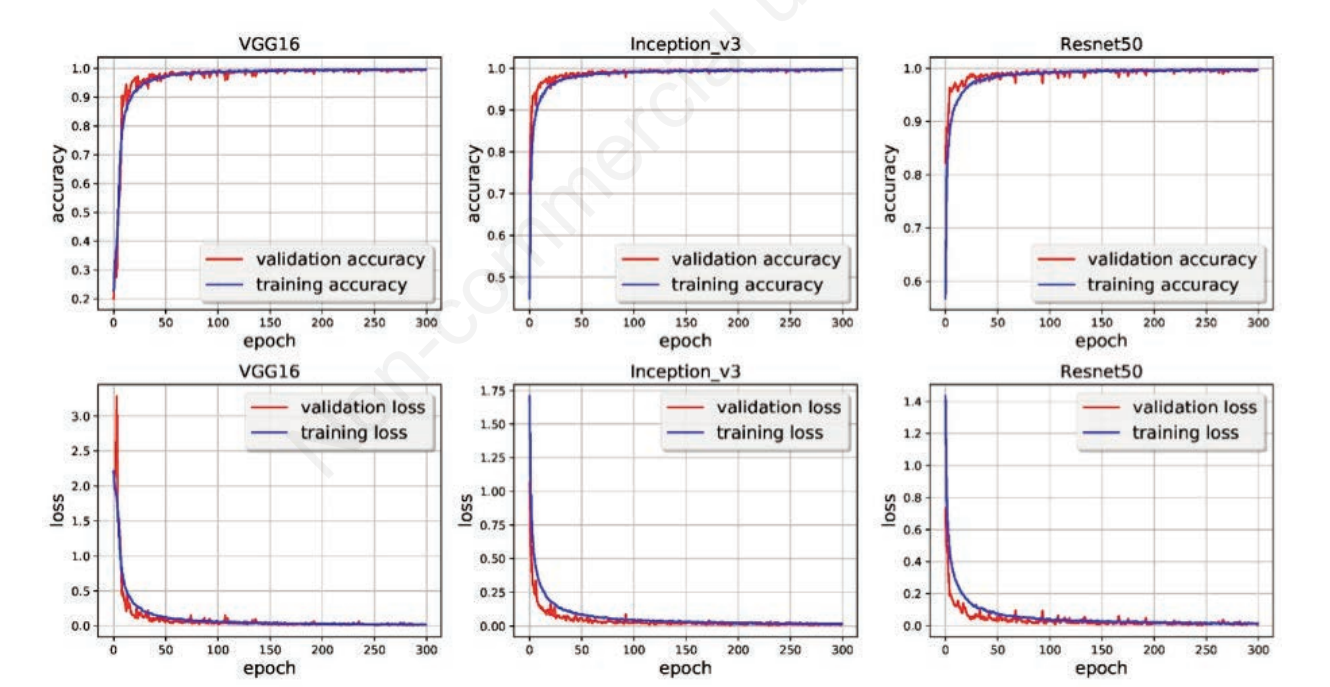 VGG16
1.0
0.9
0.8
0.7
0.6
0.5
0.4
0.3
0.2
accuracy
validation accuracy
training accuracy
0 50 100 150 200 250 300
epoch
Inception_v3
1.0
0.9
0.8
0.7
0.6
0.5
accuracy
validation accuracy
training accuracy
0 50 100 150 200 250 300
epoch
Resnet50
1.0
0.9
0.8
0.7
0.6
accuracy
validation accuracy
training accuracy
0 50 100 150 200 250 300
epoch
VGG16
3.0
2.5
2.0
1.5
1.0
0.5
0.0
loss
validation loss
training loss
0 50 100 150 200 250 300
epoch
Inception_v3
1.75
1.50
1.25
1.00
0.75
0.50
0.25
0.00
loss
validation loss
training loss
0 50 100 150 200 250 300
epoch
Resnet50
1.4
1.2
1.0
0.8
0.6
0.4
0.2
0.0
loss
validation loss
training loss
0 50 100 150 200 250 300
epoch
non-commercial